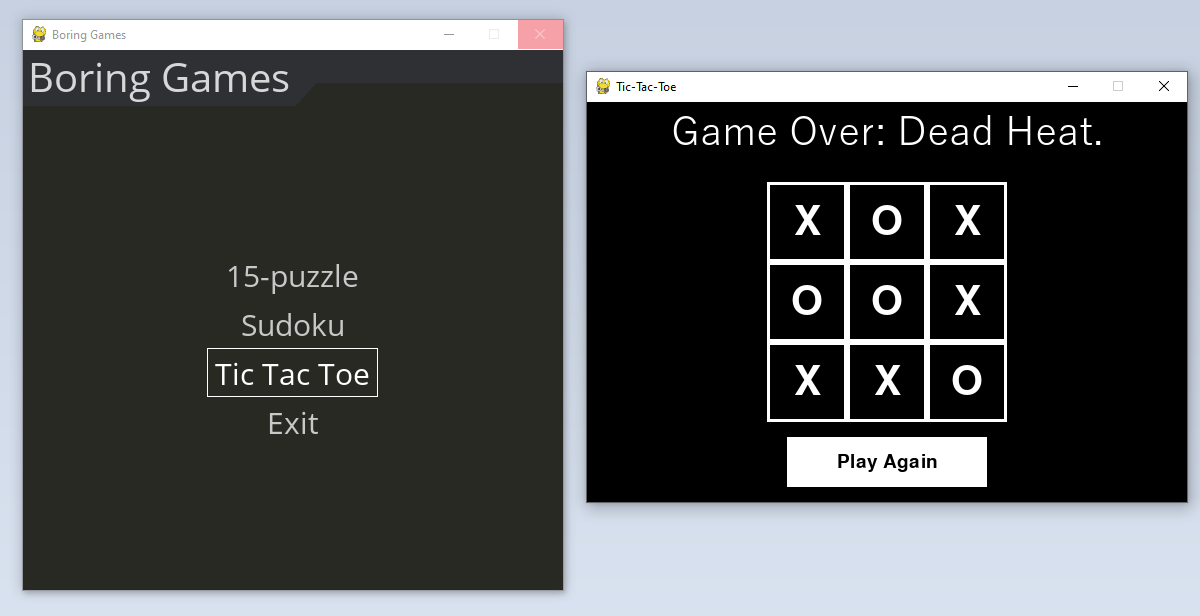 Boring Games
Boring Games
15-puzzle
Sudoku
Tic Tac Toe
Exit
Tic-Tac-Toe
Game Over: Dead Heat.
X O X
O O X
X X O
Play Again